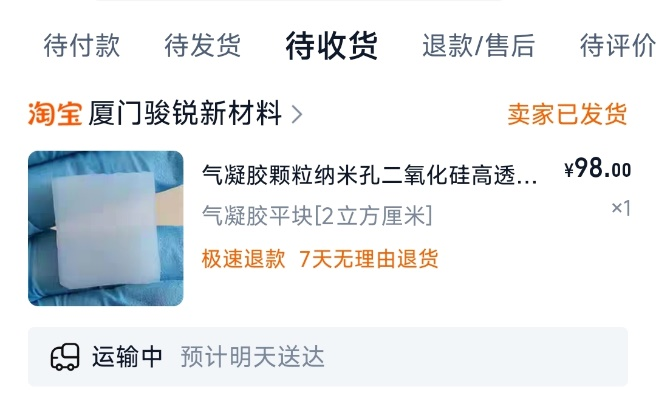 待付款 待发货 待收货 退款/售后 待评价
淘宝 厦门骏锐新材料 >
卖家已发货
气凝胶颗粒纳米孔二氧化硅高透... ¥98.00
气凝胶平块[2立方厘米] ×1
极速退款 7天无理由退货
运输中 预计明天送达